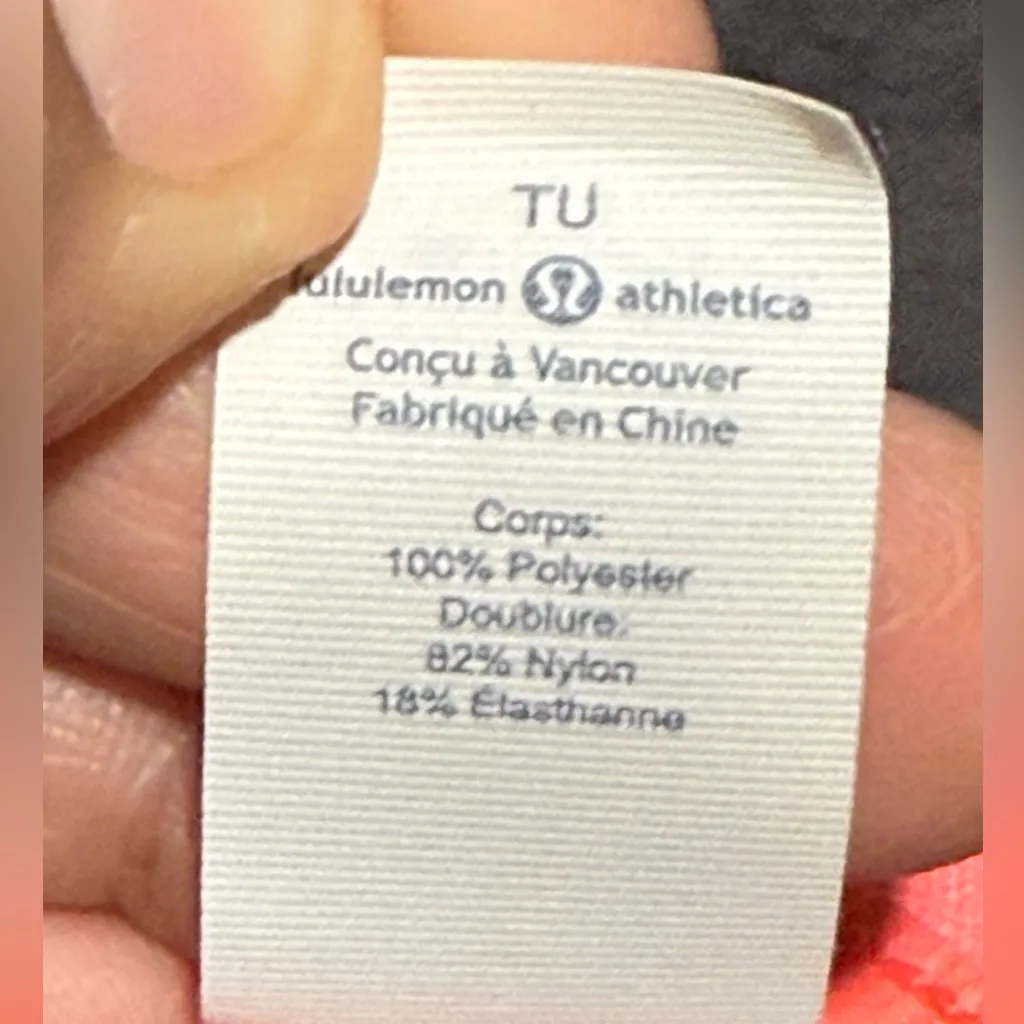 TU
lululemon athletica
Conçu à Vancouver
Fabriqué en Chine
Corps:
100% Polyester
Doublure:
82% Nylon
18% Élasthanne